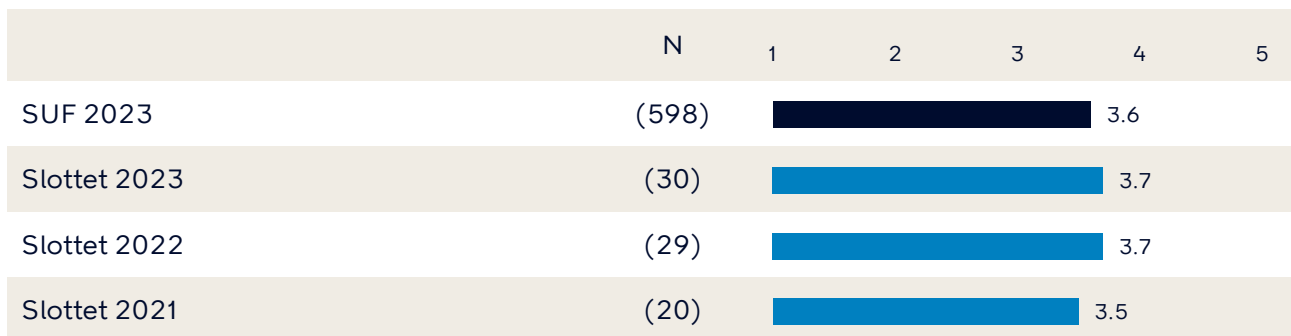 N 1 2 3 4 5
SUF 2023 (598) 3.6
Slottet 2023 (30) 3.7
Slottet 2022 (29) 3.7
Slottet 2021 (20) 3.5